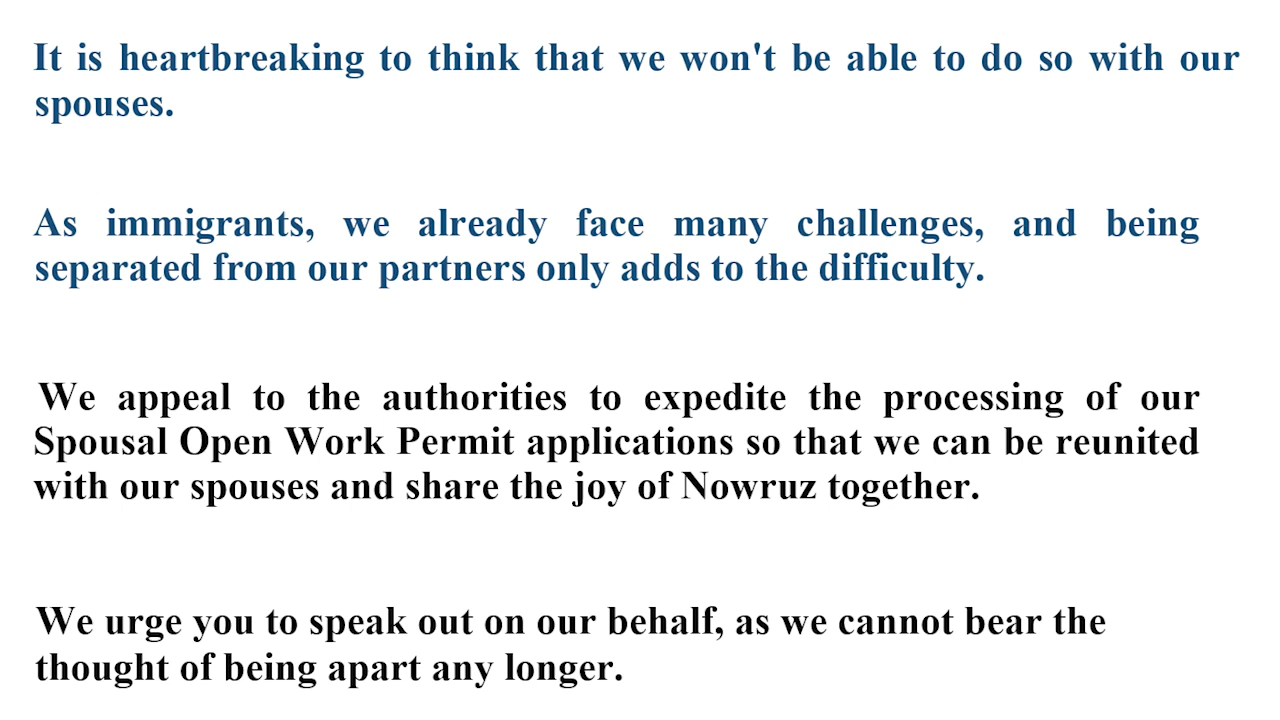 It is heartbreaking to think that we won't be able to do so with our
spouses.
As immigrants, we already face many challenges, and being
separated from our partners only adds to the difficulty.
We appeal to the authorities to expedite the processing of our
Spousal Open Work Permit applications so that we can be reunited
with our spouses and share the joy of Nowruz together.
We urge you to speak out on our behalf, as we cannot bear the
thought of being apart any longer.